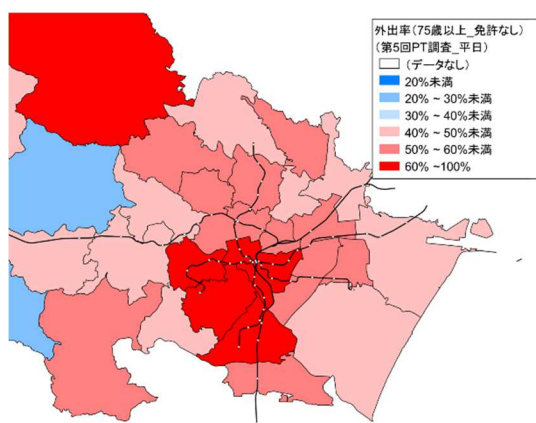 外出率(75歳以上_免許なし)
(第5回PT調査_平日)
(データなし)
20%未満
20% ~ 30%未満
30% ~ 40%未満
40% ~ 50%未満
50% ~ 60%未満
60% ~100%